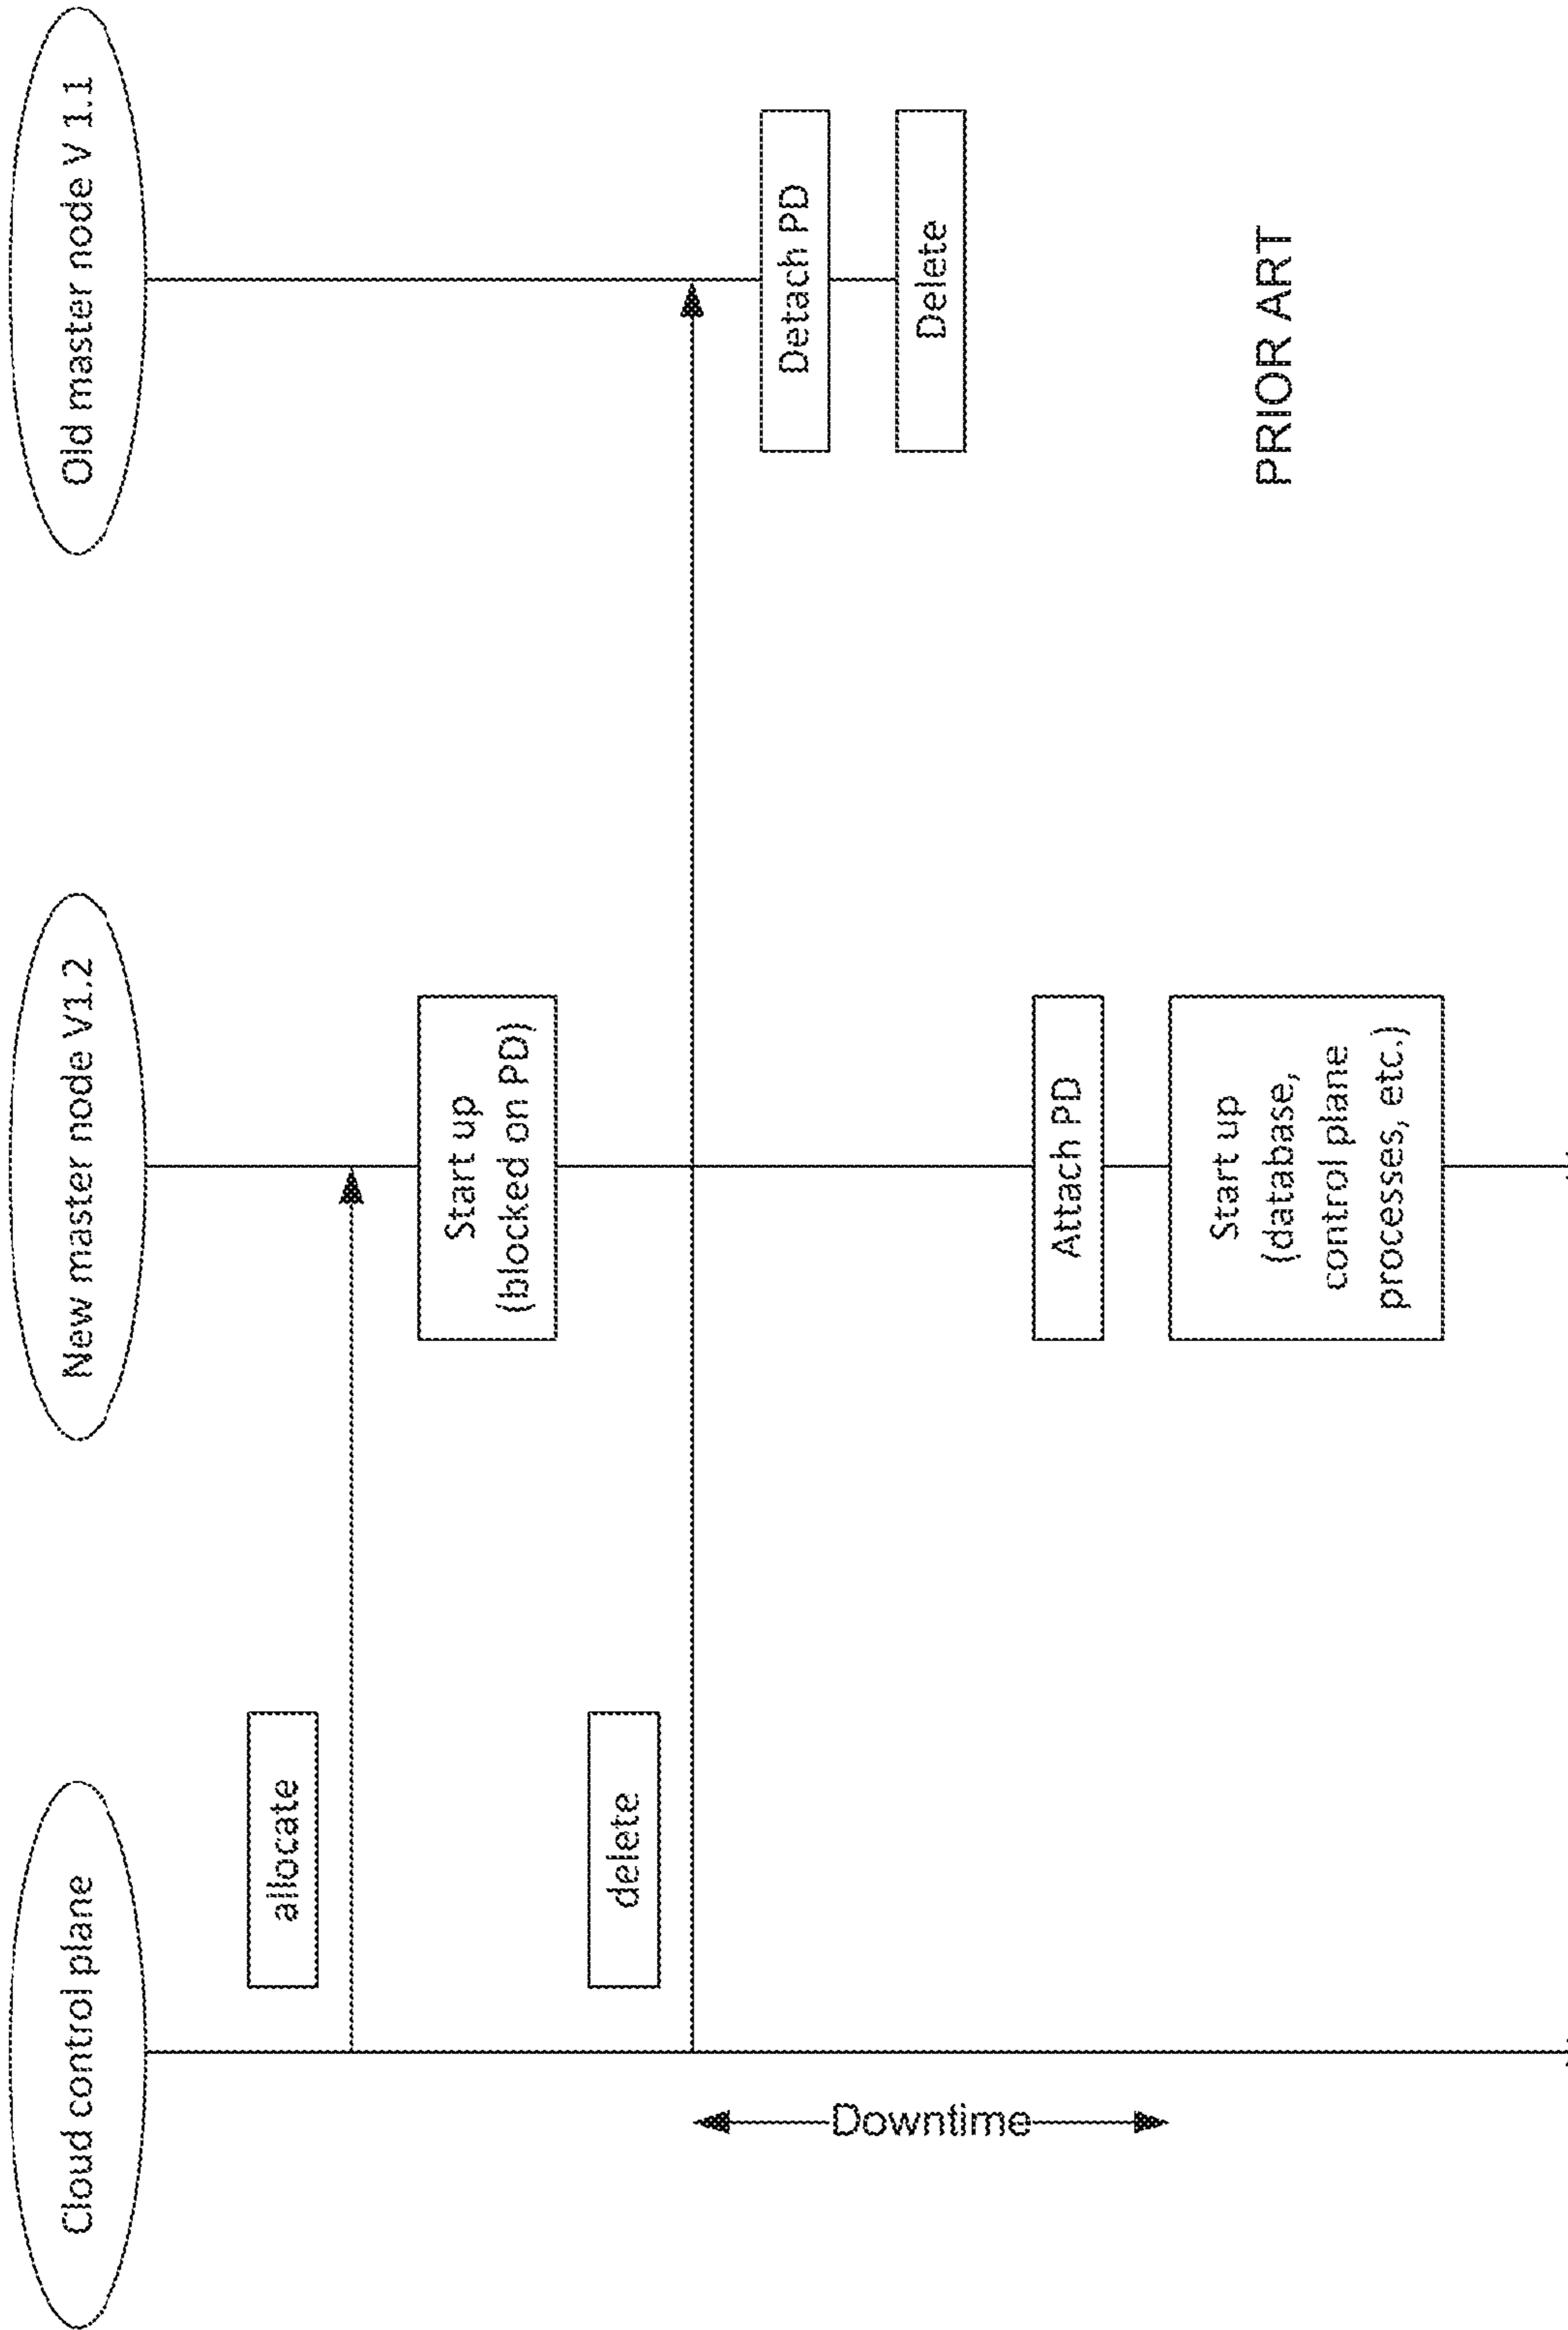 Cloud control plane
New master node V1.2
Old master node V 1.1
allocate
Start up
(blocked on PD)
delete
Downtime
Detach PD
Delete
Attach PD
Start up
(database,
control plane
processes, etc.)
PRIOR ART